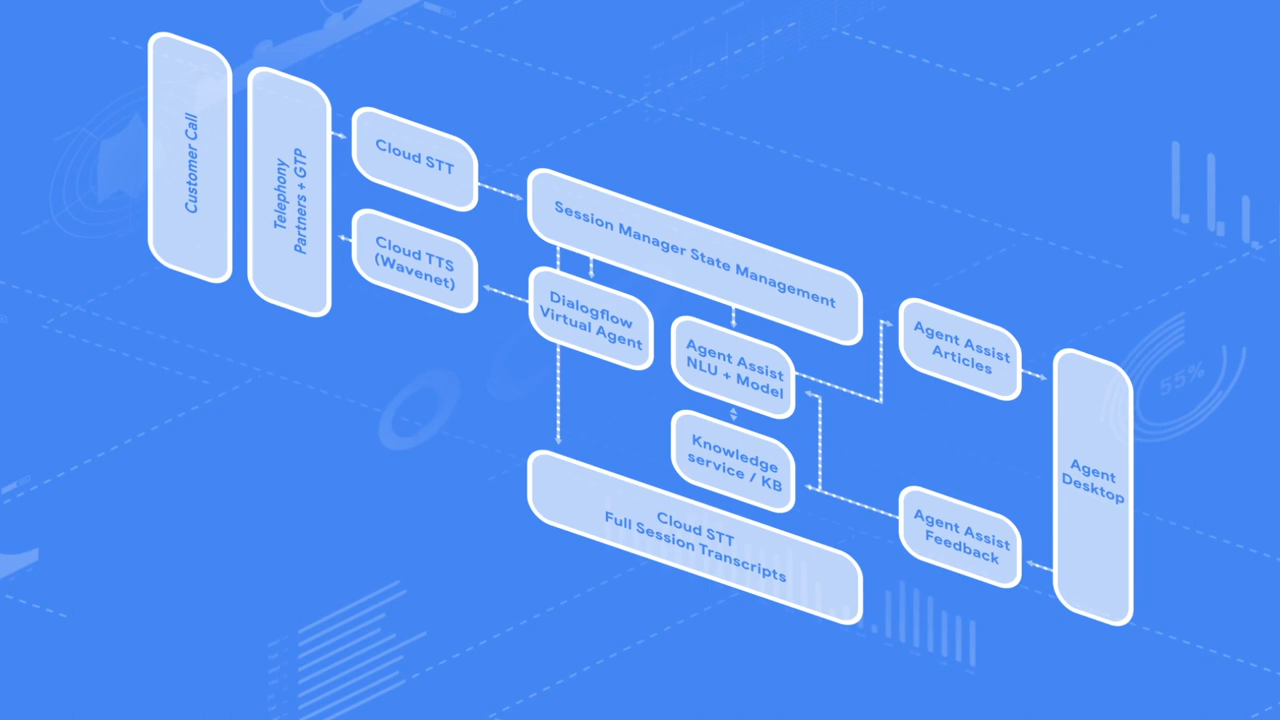 Customer Call
Telephony
Partners + GTP
Cloud STT
Cloud TTS
(Wavenet)
Session Manager State Management
Dialogflow
Virtual Agent
Agent Assist
NLU + Model
Knowledge
service / KB
Cloud STT
Full Session Transcripts
Agent Assist
Articles
Agent Assist
Feedback
Agent
Desktop
55%